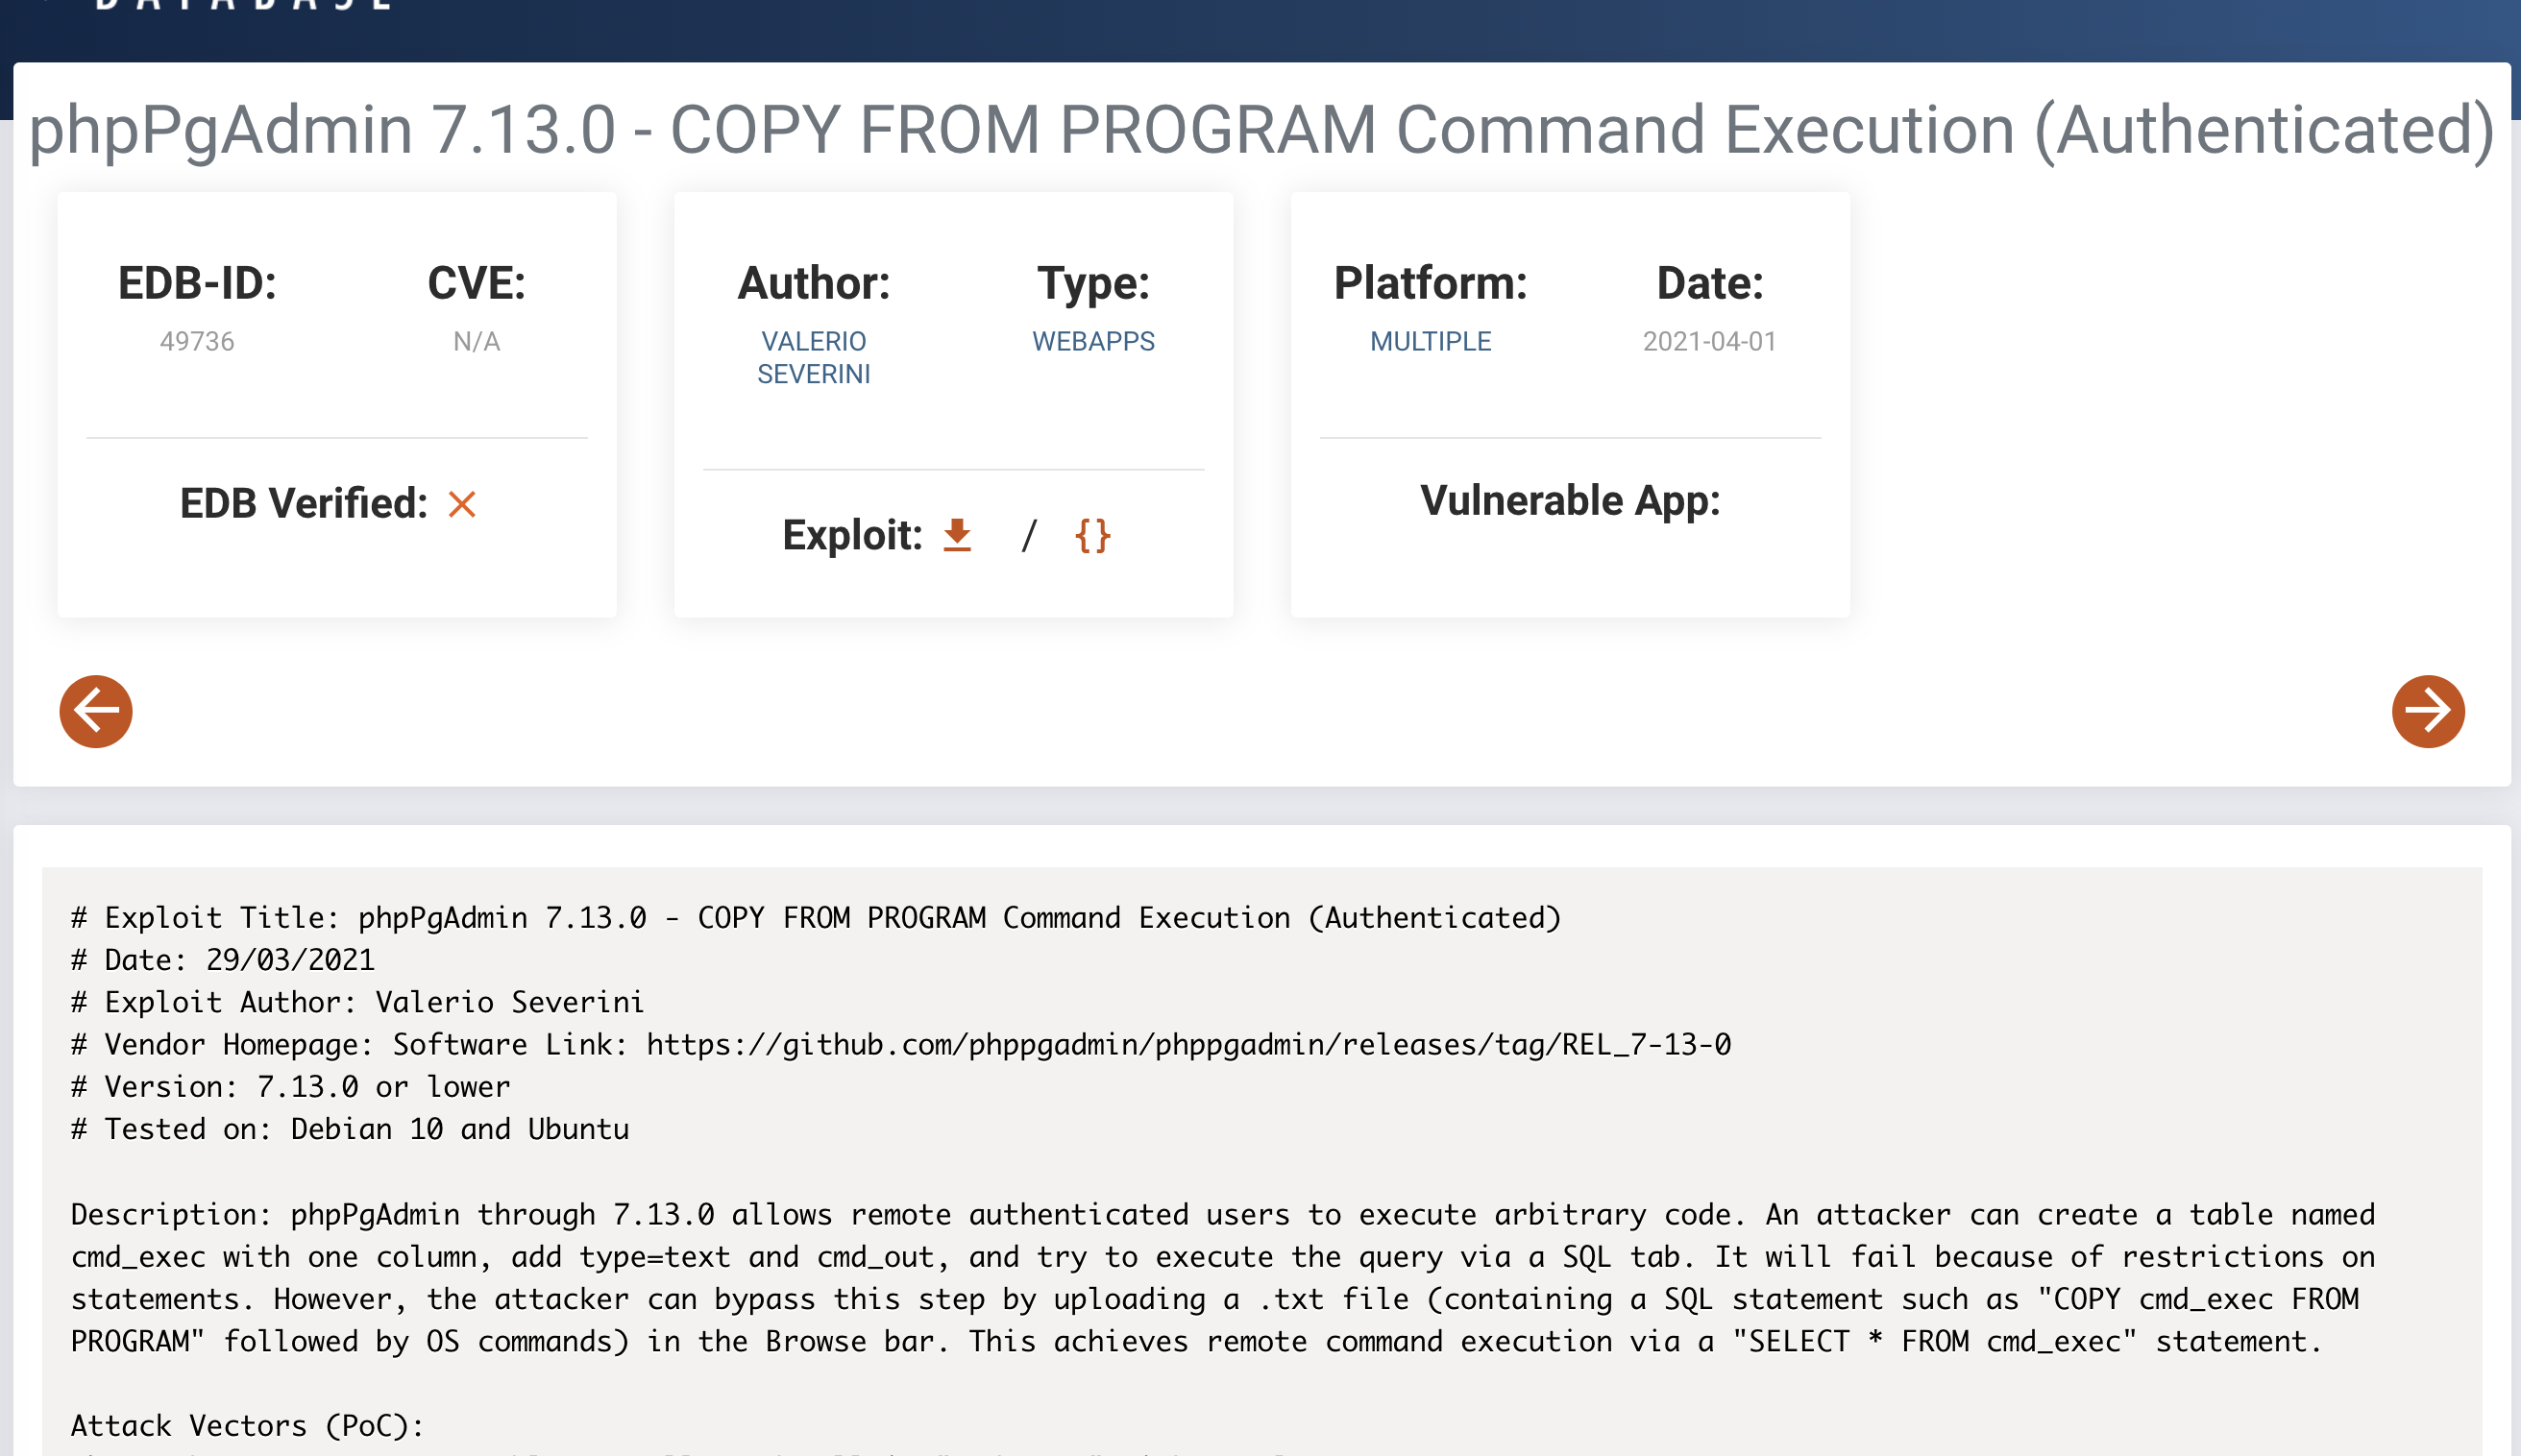 DATABASE
phpPgAdmin 7.13.0 - COPY FROM PROGRAM Command Execution (Authenticated)
EDB-ID:
49736
CVE:
N/A
EDB Verified:
Author:
VALERIO
SEVERINI
Type:
WEBAPPS
Exploit: / {}
Platform:
MULTIPLE
Date:
2021-04-01
Vulnerable App:
# Exploit Title: phpPgAdmin 7.13.0 - COPY FROM PROGRAM Command Execution (Authenticated)
# Date: 29/03/2021
# Exploit Author: Valerio Severini
# Vendor Homepage: Software Link: https://github.com/phppgadmin/phppgadmin/releases/tag/REL_7-13-0
# Version: 7.13.0 or lower
# Tested on: Debian 10 and Ubuntu
Description: phpPgAdmin through 7.13.0 allows remote authenticated users to execute arbitrary code. An attacker can create a table named
cmd_exec with one column, add type=text and cmd_out, and try to execute the query via a SQL tab. It will fail because of restrictions on
statements. However, the attacker can bypass this step by uploading a .txt file (containing a SQL statement such as "COPY cmd_exec FROM
PROGRAM" followed by OS commands) in the Browse bar. This achieves remote command execution via a "SELECT * FROM cmd_exec" statement.
Attack Vectors (PoC):